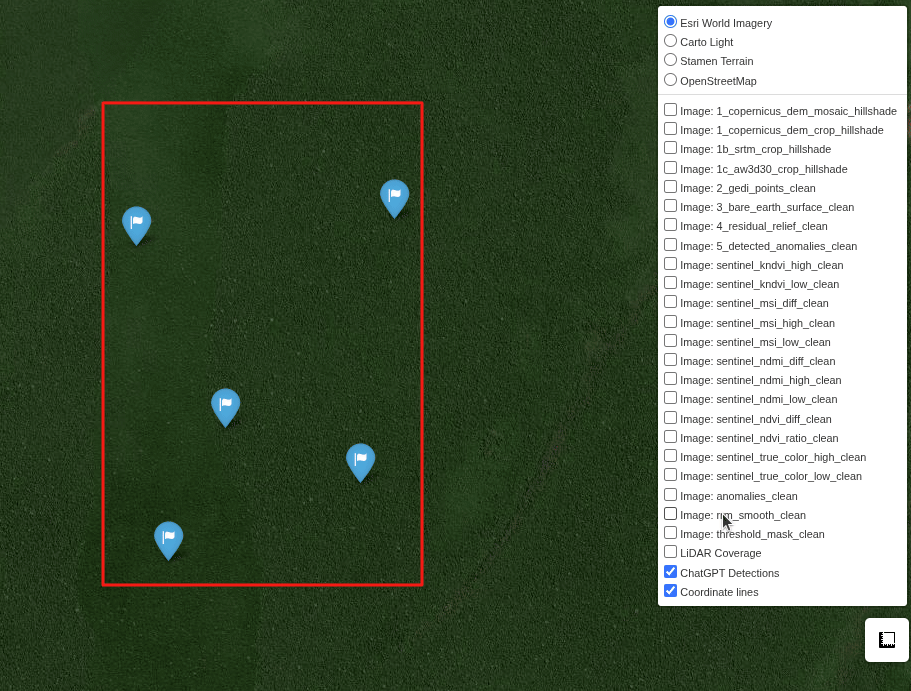 Esri World Imagery
Carto Light
Stamen Terrain
OpenStreetMap
Image: 1_copernicus_dem_mosaic_hillshade
Image: 1_copernicus_dem_crop_hillshade
Image: 1b_srtm_crop_hillshade
Image: 1c_aw3d30_crop_hillshade
Image: 2_gedi_points_clean
Image: 3_bare_earth_surface_clean
Image: 4_residual_relief_clean
Image: 5_detected_anomalies_clean
Image: sentinel_kndvi_high_clean
Image: sentinel_kndvi_low_clean
Image: sentinel_msi_diff_clean
Image: sentinel_msi_high_clean
Image: sentinel_msi_low_clean
Image: sentinel_ndmi_diff_clean
Image: sentinel_ndmi_high_clean
Image: sentinel_ndmi_low_clean
Image: sentinel_ndvi_diff_clean
Image: sentinel_ndvi_ratio_clean
Image: sentinel_true_color_high_clean
Image: sentinel_true_color_low_clean
Image: anomalies_clean
Image:
Image: threshold_mask_clean
LiDAR Coverage
ChatGPT Detections
Coordinate lines